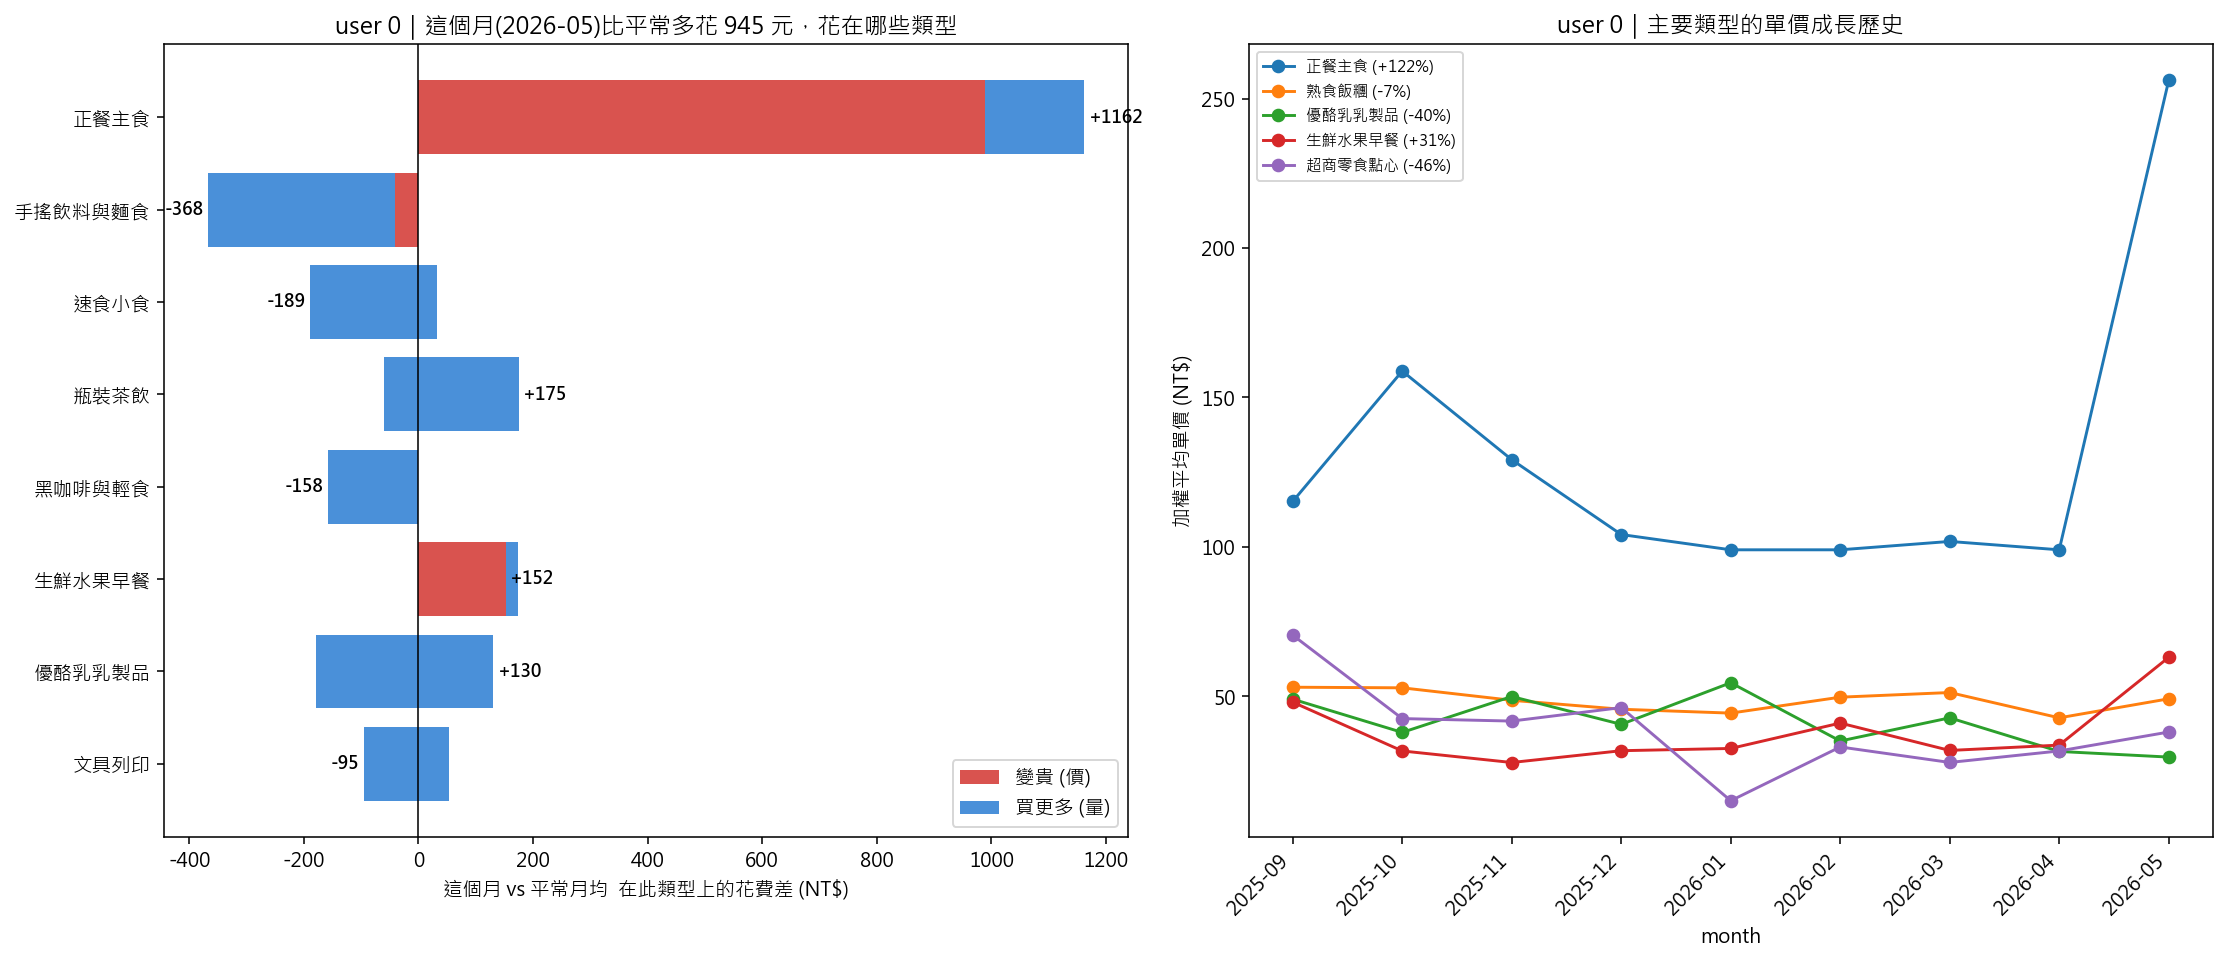 user 0｜這個月(2026-05)比平常多花 945 元，花在哪些類型
正餐主食
手搖飲料與麵食
速食小食
瓶裝茶飲
黑咖啡與輕食
生鮮水果早餐
優酪乳乳製品
文具列印
+1162
-368
-189
+175
-158
+152
+130
-95
變貴 (價)
買更多 (量)
-400
-200
0
200
400
600
800
1000
1200
這個月 vs 平常月均 在此類型上的花費差 (NT$)
user 0｜主要類型的單價成長歷史
正餐主食 (+122%)
熟食飯糰 (-7%)
優酪乳乳製品 (-40%)
生鮮水果早餐 (+31%)
超商零食點心 (-46%)
加權平均單價 (NT$)
250
200
150
100
50
2025-09
2025-10
2025-11
2025-12
2026-01
2026-02
2026-03
2026-04
2026-05
month